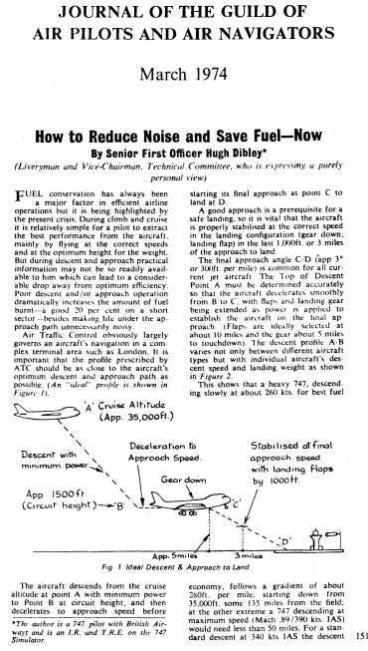 JOURNAL OF THE GUILD OF
AIR PILOTS AND AIR NAVIGATORS
March 1974
How to Reduce Noise and Save Fuel—Now
By Senior First Officer Hugh Dibley*
(Liveryman and Vice-Chairman, Technical Committee, who is expressing a purely
personal view)
FUEL conservation has always been
a major factor in efficient airline
operations but it is being highlighted by
the present crisis. During climb and cruise
it is relatively simple for a pilot to extract
the best performance from the aircraft,
mainly by flying at the correct speeds
and at the optimum height for the weight.
But during descent and approach practical
information may not be so readily avail-
able to him which can lead to a consider-
able drop away from optimum efficiency.
Poor descent and/or approach operation
dramatically increases the amount of fuel
burnt—a good 20 per cent on a short
sector—besides making life under the ap-
proach path unnecessarily noisy.
Air Traffic Control obviously largely
governs an aircraft's navigation in a com-
plex terminal area such as London. It is
important that the profile prescribed by
ATC should be as close to the aircraft's
optimum descent and approach path as
possible. (An "ideal" profile is shown in
Figure 1).
starting its final approach at point C to
land at D.
A good approach is a prerequisite for a
safe landing, so it is vital that the aircraft
is properly stabilised at the correct speed
in the landing configuration (gear down,
landing flap) in the last 1,000ft. or 3 miles
of the approach to land.
The final approach angle C-D (app 3°
or 300ft. per mile) is common for all cur-
rent jet aircraft. The Top of Descent
Point A must be determined accurately
so that the aircraft decelerates smoothly
from B to C, with flaps and landing gear
being extended as power is applied to
establish the aircraft on the final ap
proach. (Flaps are ideally selected at
about 10 miles and the gear about 5 miles
to touchdown). The descent profile A-B
varies not only between different aircraft
types but with individual aircraft's des-
cent speed and landing weight as shown
in Figure 2.
This shows that a heavy 747, descend-
ing slowly at about 260 kts. for best fuel
'A' Cruise Altitude
(App. 35,000ft.)
Descent with
minimum power
Deceleration to
Approach Speed.
Gear down
Stabilised at final
approach speed
with landing flaps
by 1000ft.
App 1500ft.
(Circuit height)
'B'
'C'
'D'
App. 5miles
3miles
Fig 1 Ideal Descent & Approach to Land
The aircraft descends from the cruise
altitude at point A with minimum power
to Point B at circuit height, and then
decelerates to approach speed before
*The author is a 747 pilot with British Air-
ways and is an I.R. and T.R.E. on the 747
Simulator.
economy, follows a gradient of about
280ft. per mile, starting down from
35,000ft. some 135 miles from the field;
at the other extreme a 747 descending at
maximum speed (Mach .89/390 kts. IAS)
would need less than 50 miles. For a stan-
dard descent at 340 kts IAS the descent
151